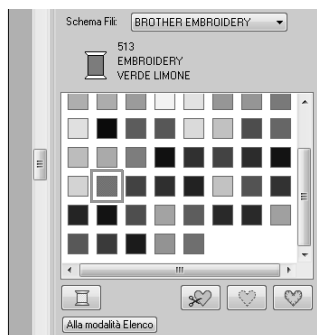 Schema Fili: BROTHER EMBROIDERY
513
EMBROIDERY
VERDE LIMONE
Alla modalità Elenco